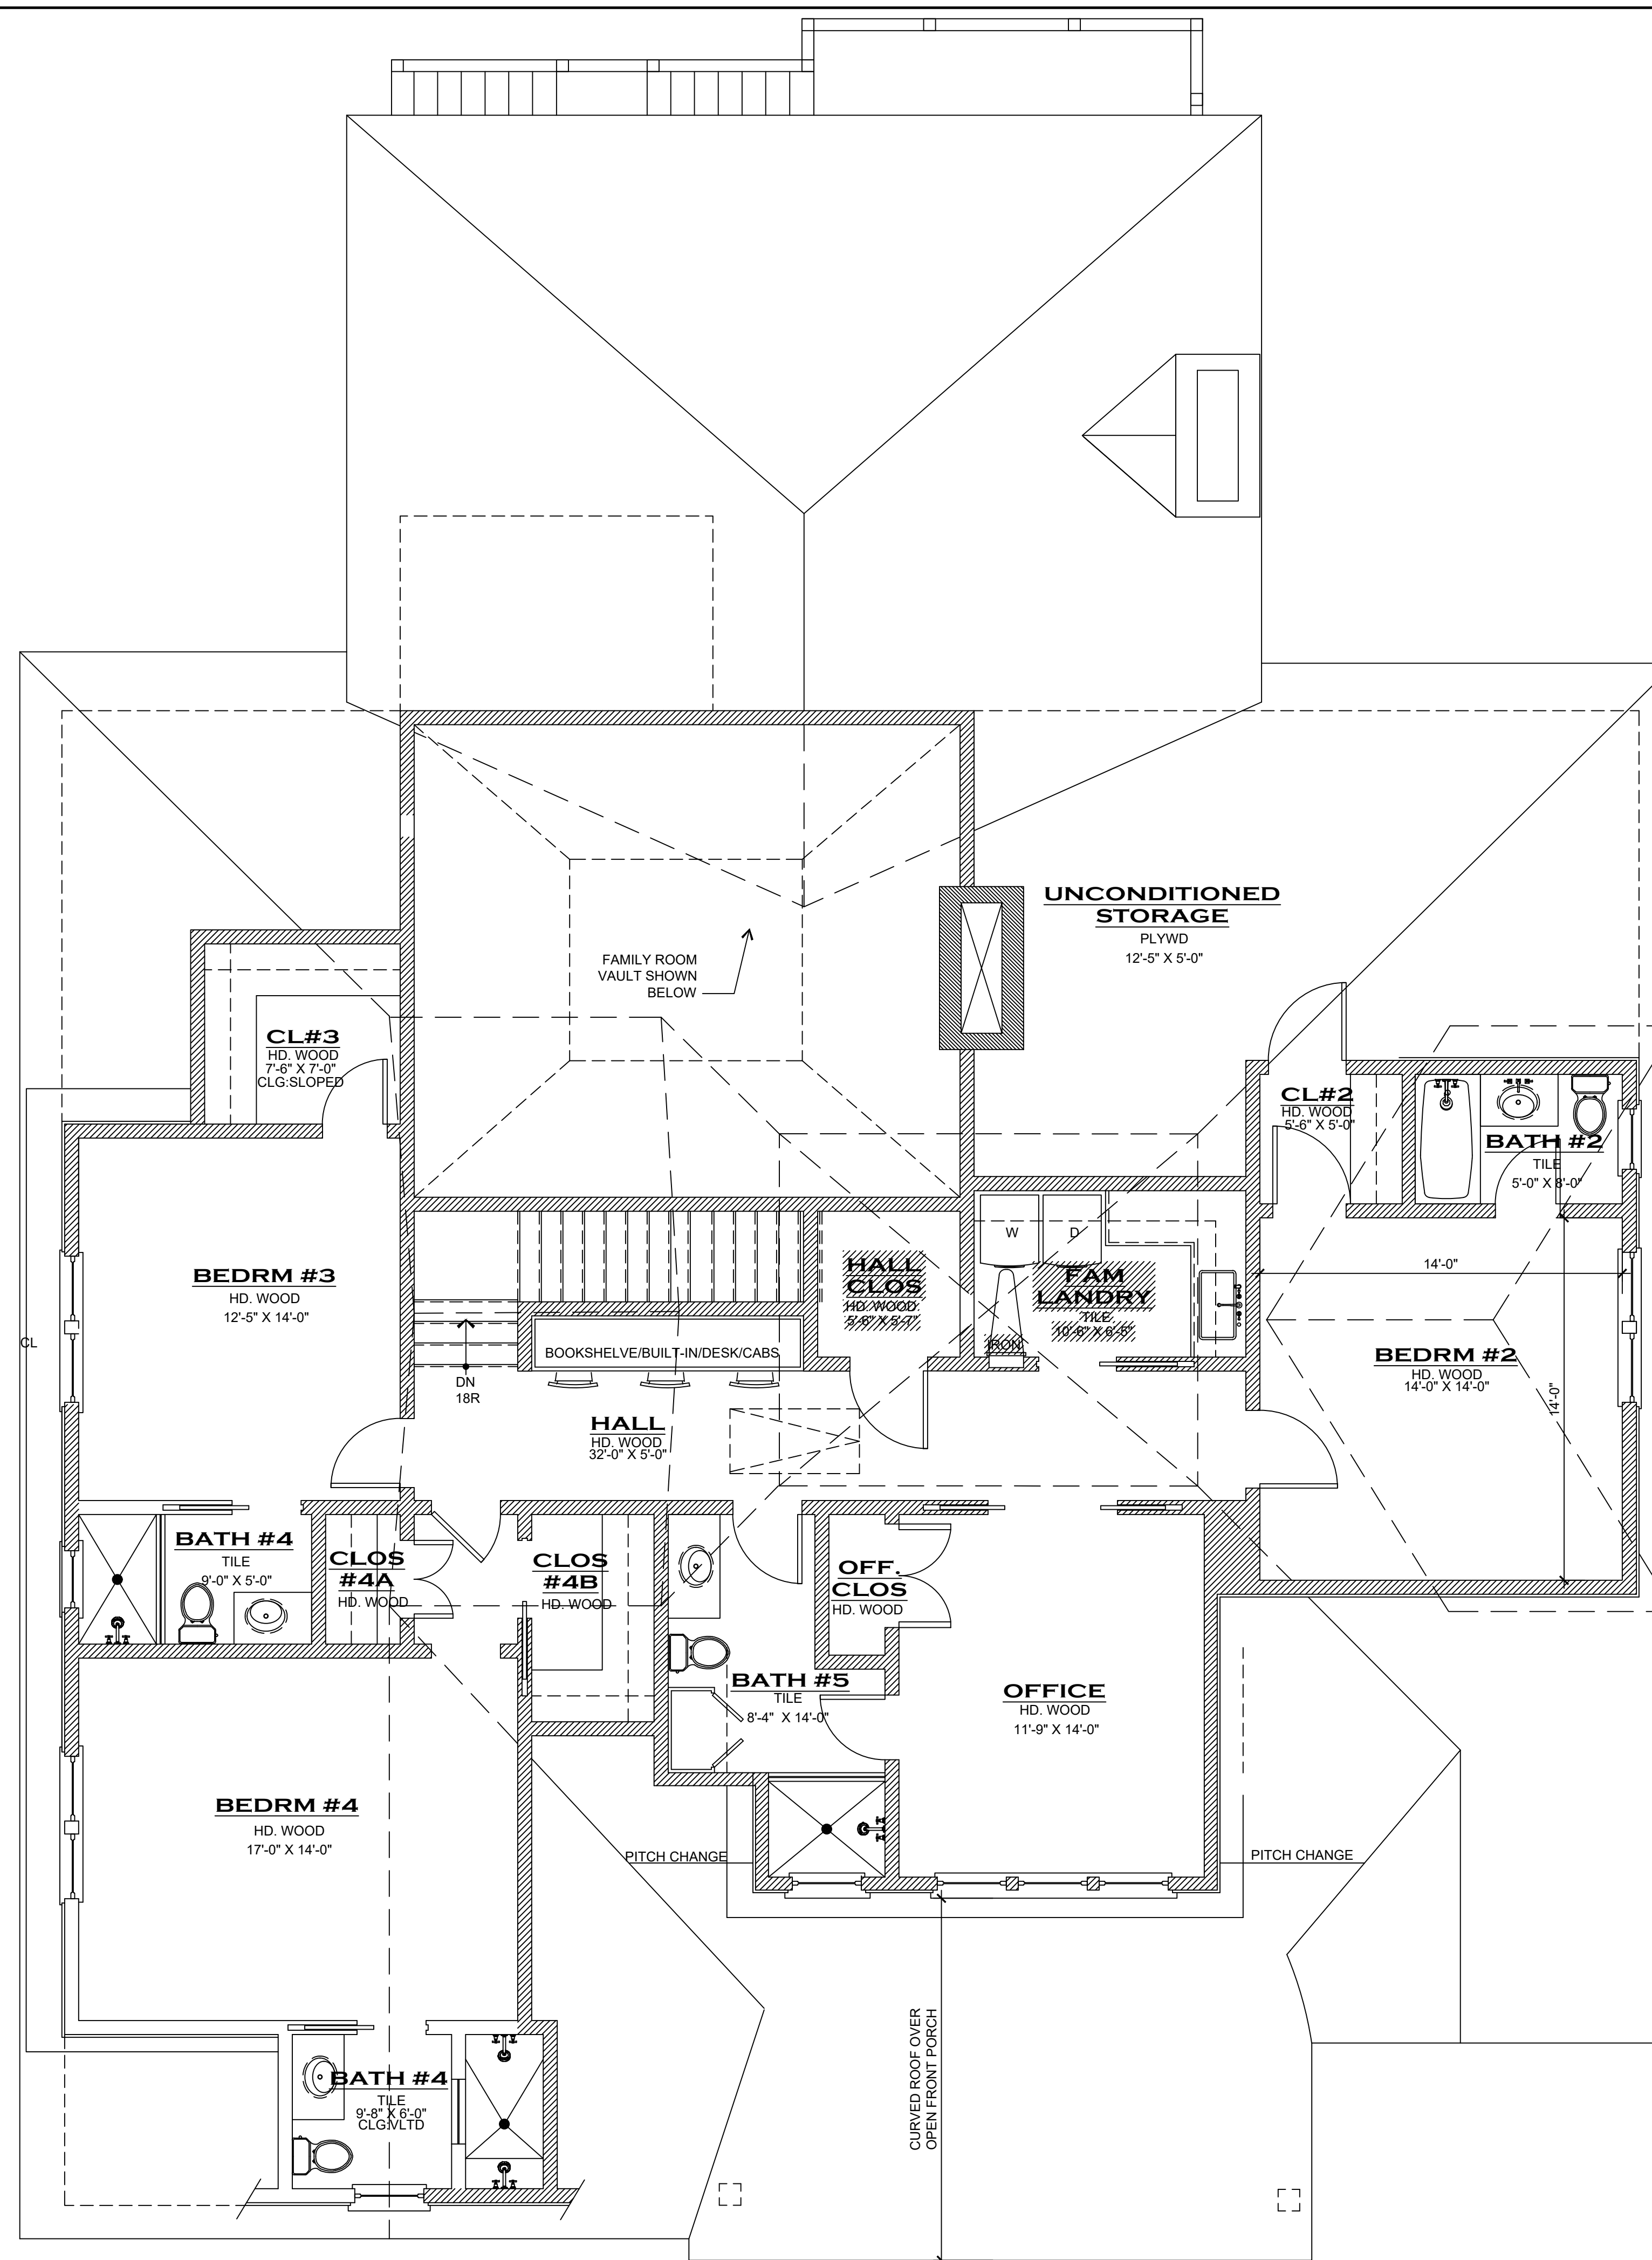 UNCONDITIONED
STORAGE
PLYWD
12'-5" X 5'-0"
FAMILY ROOM
VAULT SHOWN
BELOW
CL#3
HD. WOOD
7'-6" X 7'-0"
CLG:SLOPED
CL#2
HD. WOOD
5'-6" X 5'-0"
BATH #2
TILE
5'-0" X 8'-0"
W
D
HALL
CLOS
HD. WOOD
5'-6" X 5'-7"
FAM
LANDRY
TILE
10'-6" X 6'-5"
IRON
14'-0"
BEDRM #3
HD. WOOD
12'-5" X 14'-0"
CL
BOOKSHELVE/BUILT-IN/DESK/CABS
DN
18R
BEDRM #2
HD. WOOD
14'-0" X 14'-0"
14'-0"
HALL
HD. WOOD
32'-0" X 5'-0"
BATH #4
TILE
9'-0" X 5'-0"
CLOS
#4A
HD. WOOD
CLOS
#4B
HD. WOOD
OFF.
CLOS
HD. WOOD
BATH #5
TILE
8'-4" X 14'-0"
OFFICE
HD. WOOD
11'-9" X 14'-0"
BEDRM #4
HD. WOOD
17'-0" X 14'-0"
PITCH CHANGE
PITCH CHANGE
CURVED ROOF OVER
OPEN FRONT PORCH
BATH #4
TILE
9'-8" X 6'-0"
CLG:VLTD